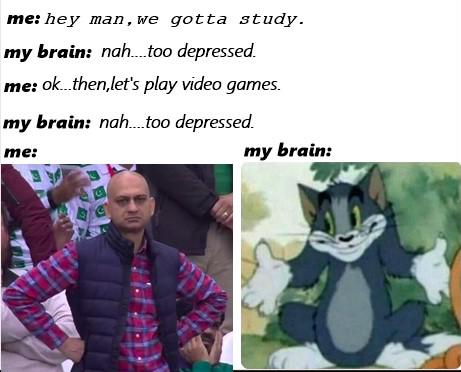 me: hey man,we gotta study.
my brain: nah....too depressed.
me: ok...then,let's play video games.
my brain: nah....too depressed.
me:
my brain: